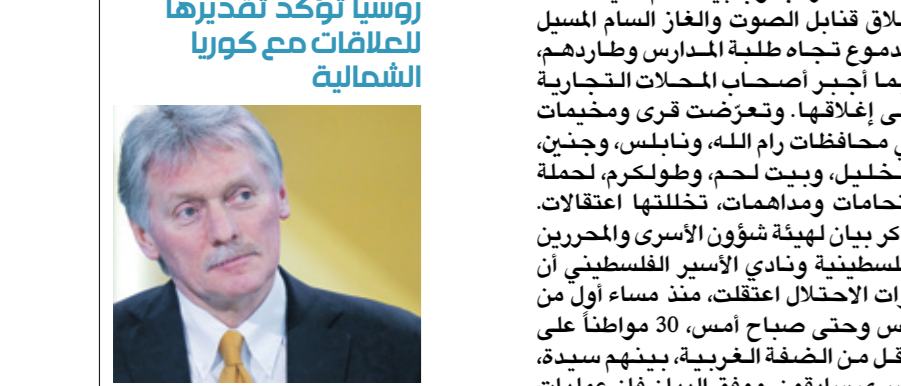 لاق قنابل الصوت والغاز السام المسيل
دموع تجاه طلبة المدارس وطاردهم،
ما أجبر أصحاب المحلات التجارية
ى إغلاقها. وتعرّضت قرى ومخيمات
ي محافظات رام الله، ونابلس، وجنين،
خليل، وبيت لحم، وطولكرم، لحملة
تحامات ومداهمات، تخللتها اعتقالات.
كر بيان لهيئة شؤون الأسرى والمحررين
لسطينية ونادي الأسير الفلسطيني أن
ات الاحتلال اعتقلت، منذ مساء أول من
س وحتى صباح أمس، 30 مواطناً على
قل من الضفة الغربية، بينهم سيدة،
روسيا تؤكد تقديرها
للعلاقات مع كوريا
الشمالية